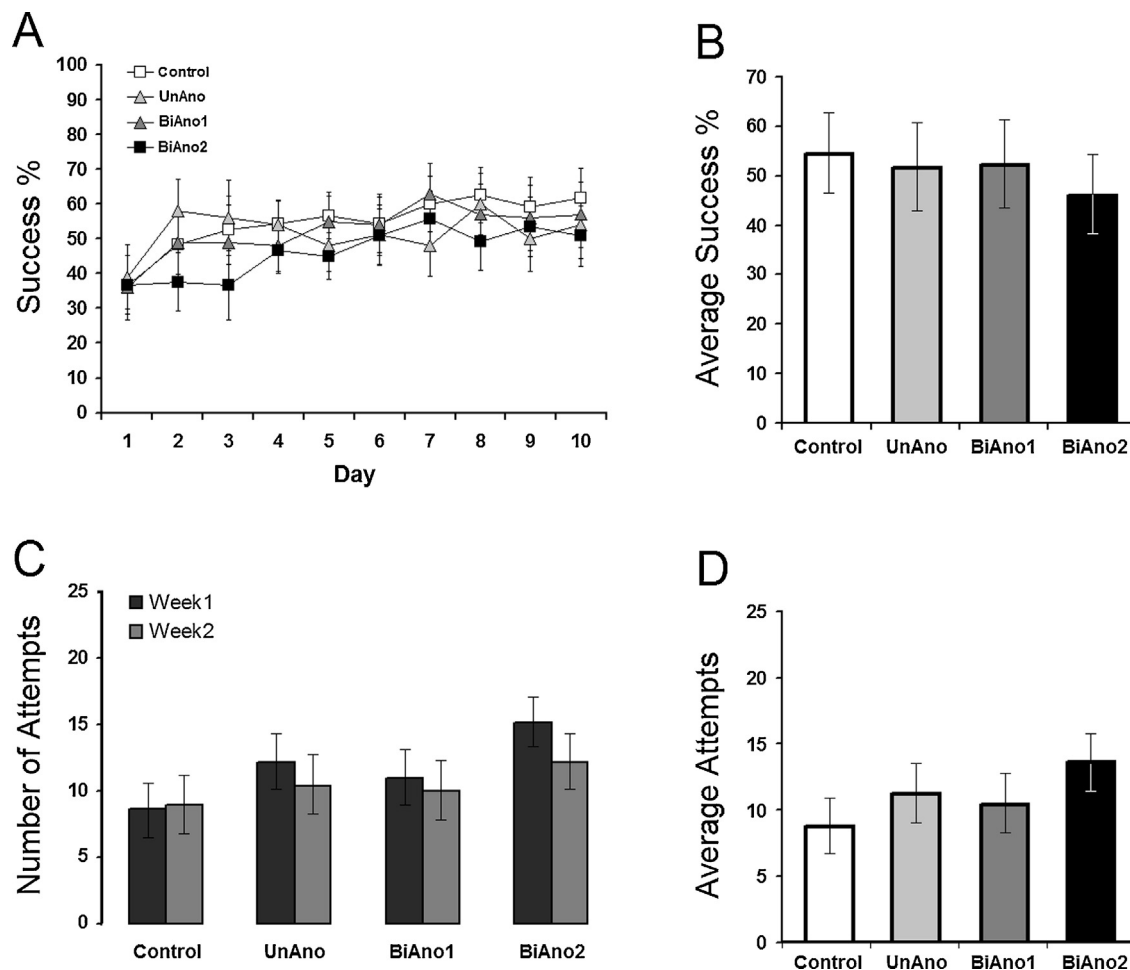 A
Success %
100
90
80
70
60
50
40
30
20
10
0
Control
UnAno
BiAno1
BiAno2
1 2 3 4 5 6 7 8 9 10
Day
B
Average Success %
70
60
50
40
30
20
10
0
Control UnAno BiAno1 BiAno2
C
Number of Attempts
25
20
15
10
5
0
Week1
Week2
Control UnAno BiAno1 BiAno2
D
Average Attempts
25
20
15
10
5
0
Control UnAno BiAno1 BiAno2